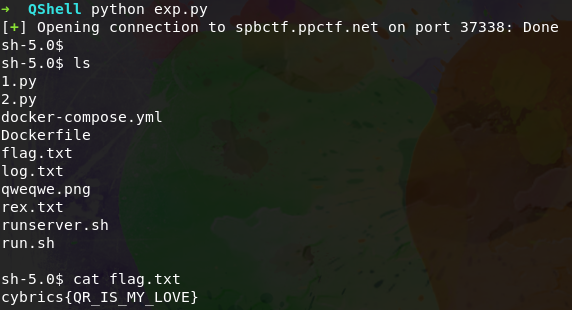 ➜  QShell python exp.py
[+] Opening connection to spbctf.ppctf.net on port 37338: Done
sh-5.0$
sh-5.0$ ls
1.py
2.py
docker-compose.yml
Dockerfile
flag.txt
log.txt
qweqwe.png
rex.txt
runserver.sh
run.sh
sh-5.0$ cat flag.txt
cybrics{QR_IS_MY_LOVE}